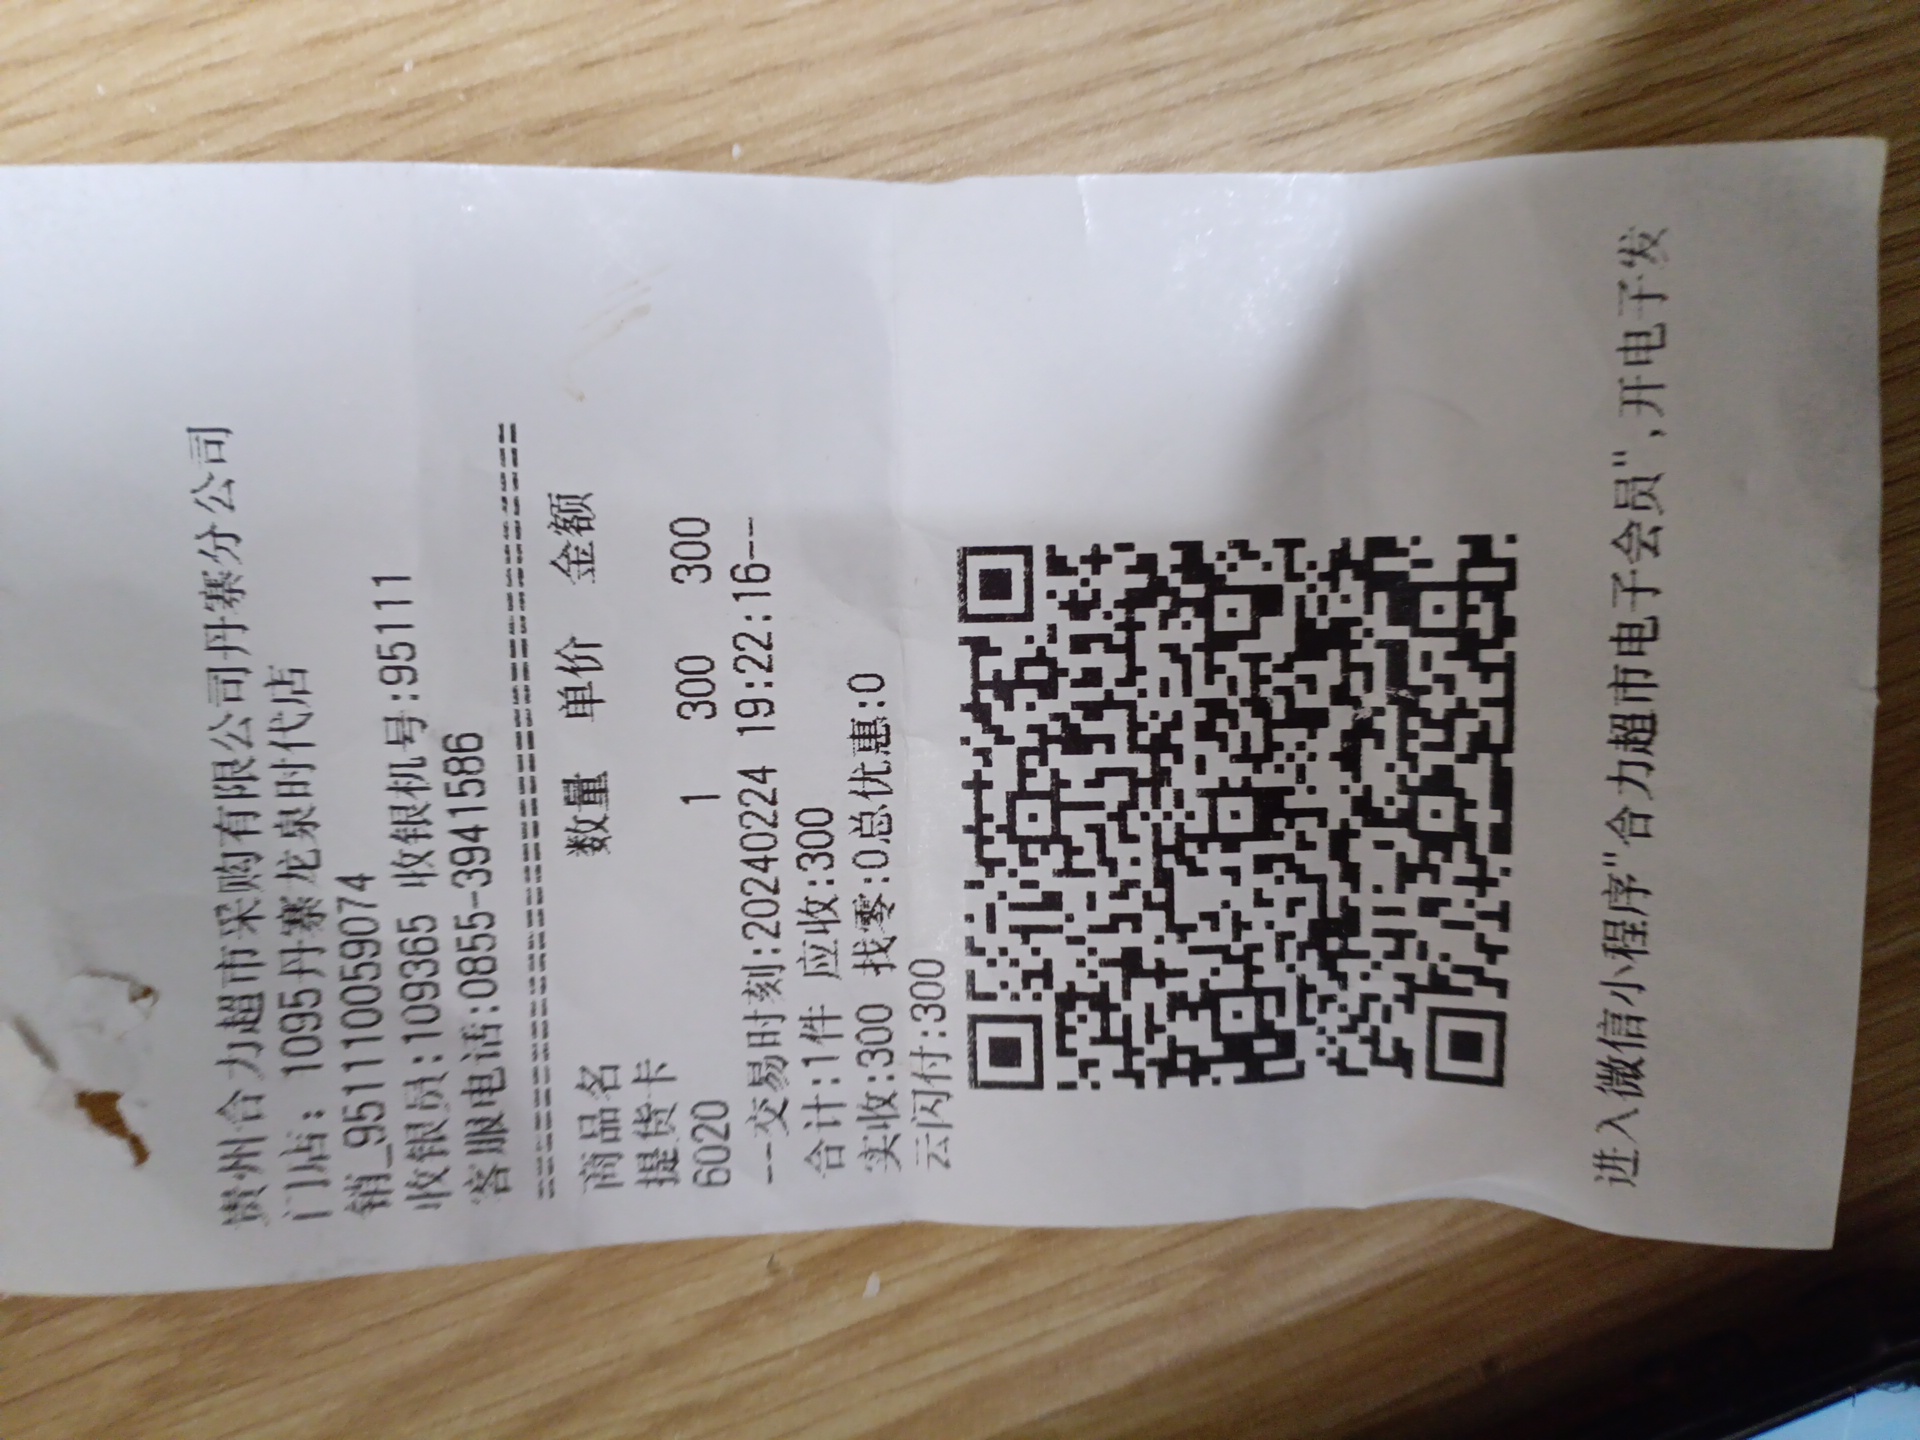 贵州合力超市采购有限公司丹寨分公司
门店: 1095丹寨龙泉时代店
销_9511100059074
收银员:109365 收银机号:95111
客服电话:0855-3941586
==========================================
商品名 数量 单价 金额
提货卡
6020 1 300 300
--交易时刻:20240224 19:22:16--
合计:1件 应收:300
实收:300 找零:0总优惠:0
云闪付:300
进入微信小程序"合力超市电子会员",开电子发